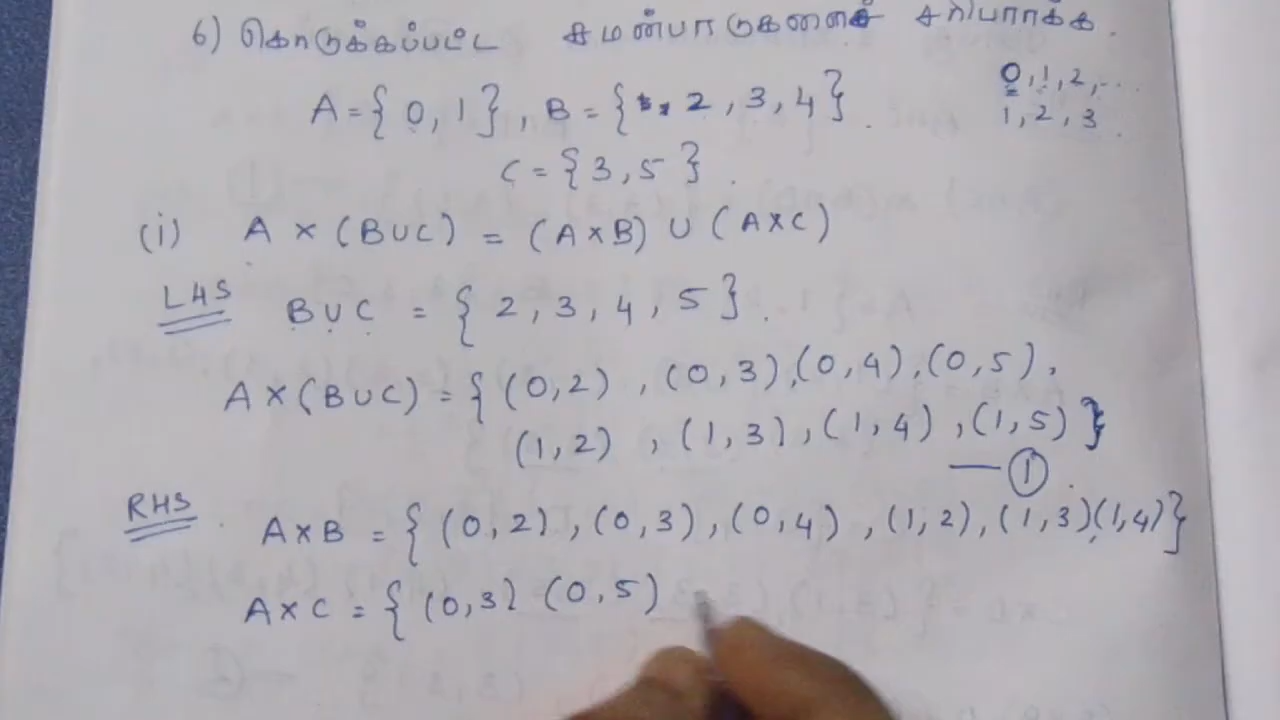 6) கொடுக்கப்பட்ட சமன்பாடுகளைச் சரிபார்க்க.
A = { 0, 1 }, B = { 2, 3, 4 }.
0, 1, 2, ...
1, 2, 3
C = { 3, 5 }.
(i) A × (B ∪ C) = (A × B) ∪ (A × C)
LHS B ∪ C = { 2, 3, 4, 5 }.
A × (B ∪ C) = { (0, 2), (0, 3), (0, 4), (0, 5),
(1, 2), (1, 3), (1, 4), (1, 5) }
— ①.
RHS A × B = { (0, 2), (0, 3), (0, 4), (1, 2), (1, 3), (1, 4) }
A × C = { (0, 3) (0, 5)